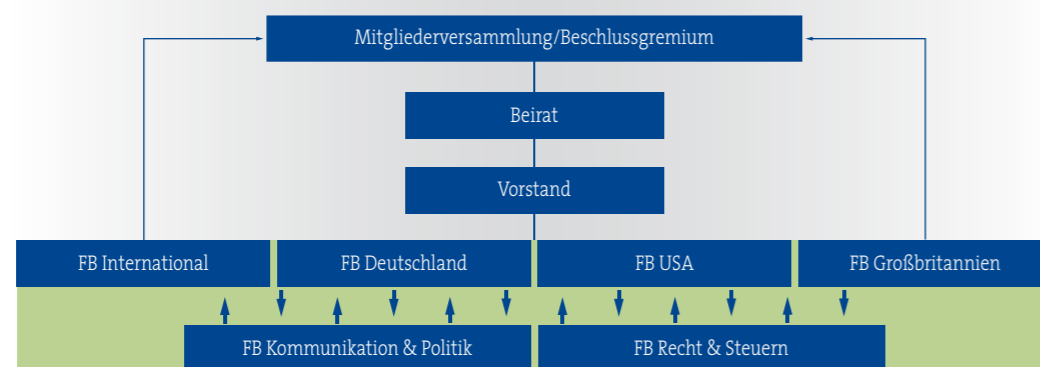 Mitgliederversammlung/Beschlussgremium
Beirat
Vorstand
FB International
FB Deutschland
FB USA
FB Großbritannien
FB Kommunikation & Politik
FB Recht & Steuern